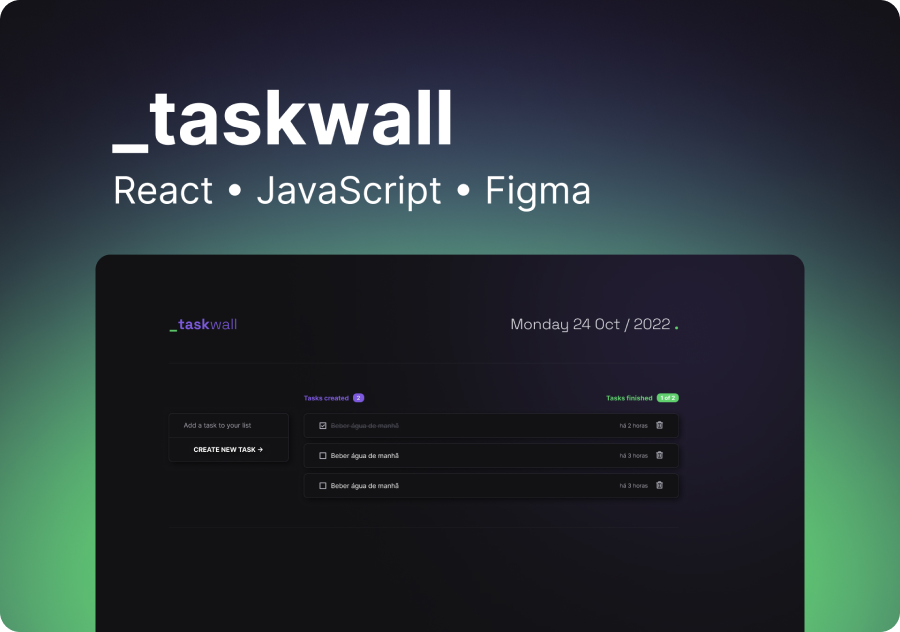 _taskwall
React • JavaScript • Figma
_taskwall
Monday 24 Oct / 2022 .
Tasks created 2
Tasks finished 1 of 2
Add a task to your list
CREATE NEW TASK →
Beber água de manhã há 2 horas
Beber água de manhã há 3 horas
Beber água de manhã há 3 horas